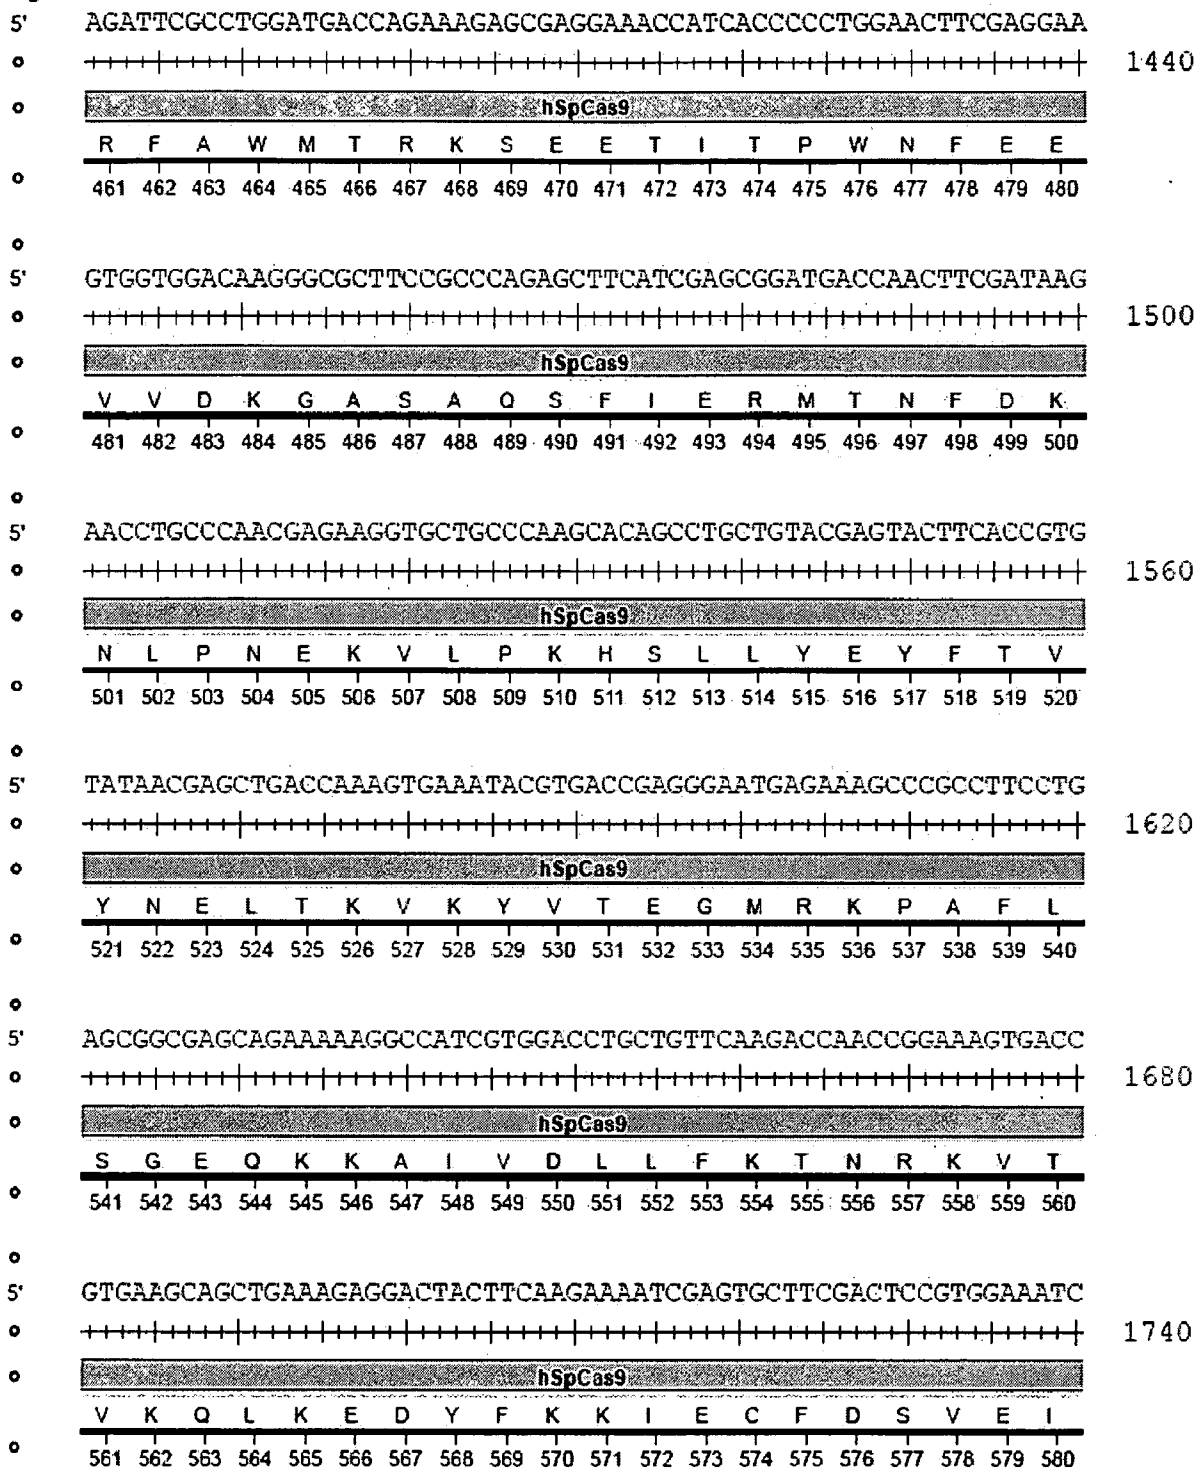 5' AGATTCGCCTGGATGACCAGAAAGAGCGAGGAAACCATCACCCCCTGGAACTTCGAGGAA
1440
hSpCas9
R F A W M T R K S E E T I T P W N F E E
461 462 463 464 465 466 467 468 469 470 471 472 473 474 475 476 477 478 479 480
5' GTGGTGGACAAGGGCGCTTCCGCCCAGAGCTTCATCGAGCGGATGACCAACTTCGATAAG
1500
hSpCas9
V V D K G A S A Q S F I E R M T N F D K
481 482 483 484 485 486 487 488 489 490 491 492 493 494 495 496 497 498 499 500
5' AACCTGCCCAACGAGAAGGTGCTGCCCAAGCACAGCCTGCTGTACGAGTACTTCACCGTG
1560
hSpCas9
N L P N E K V L P K H S L L Y E Y F T V
501 502 503 504 505 506 507 508 509 510 511 512 513 514 515 516 517 518 519 520
5' TATAACGAGCTGACCAAAGTGAAATACGTGACCGAGGGAATGAGAAAGCCCGCCTTCCTG
1620
hSpCas9
Y N E L T K V K Y V T E G M R K P A F L
521 522 523 524 525 526 527 528 529 530 531 532 533 534 535 536 537 538 539 540
5' AGCGGCGAGCAGAAAAAGGCCATCGTGGACCTGCTGTTCAAGACCAACCGGAAAGTGACC
1680
hSpCas9
S G E Q K K A I V D L L F K T N R K V T
541 542 543 544 545 546 547 548 549 550 551 552 553 554 555 556 557 558 559 560
5' GTGAAGCAGCTGAAAGAGGACTACTTCAAGAAAATCGAGTGCTTCGACTCCGTGGAAATC
1740
hSpCas9
V K Q L K E D Y F K K I E C F D S V E I
561 562 563 564 565 566 567 568 569 570 571 572 573 574 575 576 577 578 579 580